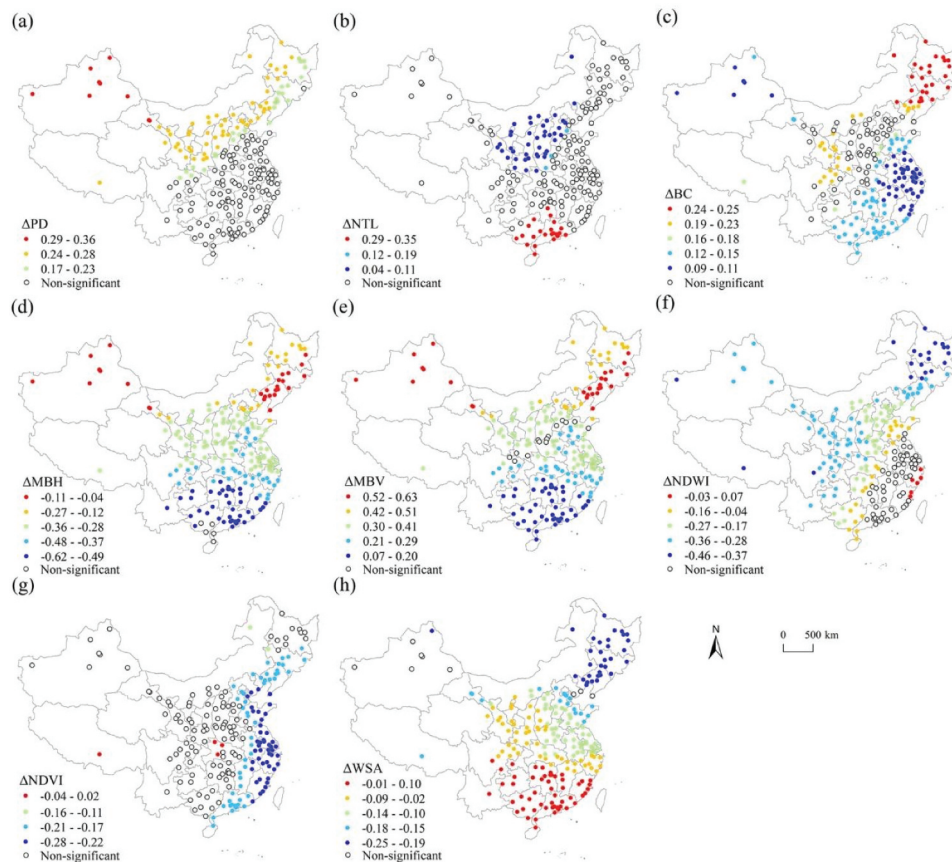 (a)
ΔPD
0.29 - 0.36
0.24 - 0.28
0.17 - 0.23
Non-significant
(b)
ΔNTL
0.29 - 0.35
0.12 - 0.19
0.04 - 0.11
Non-significant
(c)
ΔBC
0.24 - 0.25
0.19 - 0.23
0.16 - 0.18
0.12 - 0.15
0.09 - 0.11
Non-significant
(d)
ΔMBH
-0.11 - -0.04
-0.27 - -0.12
-0.36 - -0.28
-0.48 - -0.37
-0.62 - -0.49
Non-significant
(e)
ΔMBV
0.52 - 0.63
0.42 - 0.51
0.30 - 0.41
0.21 - 0.29
0.07 - 0.20
Non-significant
(f)
ΔNDWI
-0.03 - 0.07
-0.16 - -0.04
-0.27 - -0.17
-0.36 - -0.28
-0.46 - -0.37
Non-significant
(g)
ΔNDVI
-0.04 - 0.02
-0.16 - -0.11
-0.21 - -0.17
-0.28 - -0.22
Non-significant
(h)
ΔWSA
-0.01 - 0.10
-0.09 - -0.02
-0.14 - -0.10
-0.18 - -0.15
-0.25 - -0.19
Non-significant
N
0 500 km